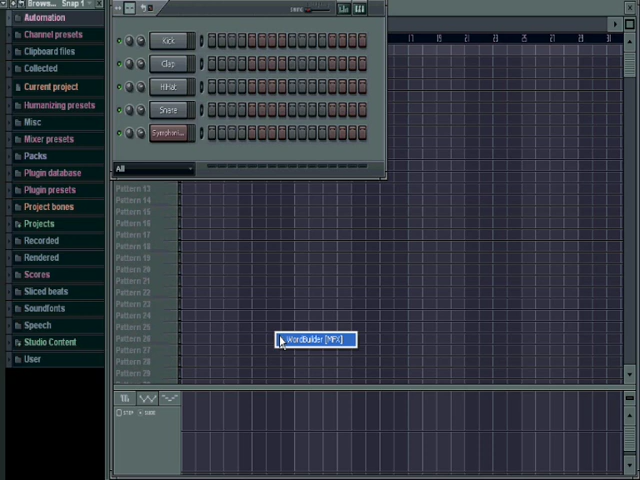 Brows... Snap 1
Automation
Channel presets
Clipboard files
Collected
Current project
Humanizing presets
Misc
Mixer presets
Packs
Plugin database
Plugin presets
Project bones
Projects
Recorded
Rendered
Scores
Sliced beats
Soundfonts
Speech
Studio Content
User
Kick
Clap
HiHat
Snare
Symphoni...
All
Pattern 13
Pattern 14
Pattern 15
Pattern 16
Pattern 17
Pattern 18
Pattern 19
Pattern 20
Pattern 21
Pattern 22
Pattern 23
Pattern 24
Pattern 25
Pattern 26
Pattern 27
Pattern 28
Pattern 29
WordBuilder [MFX]